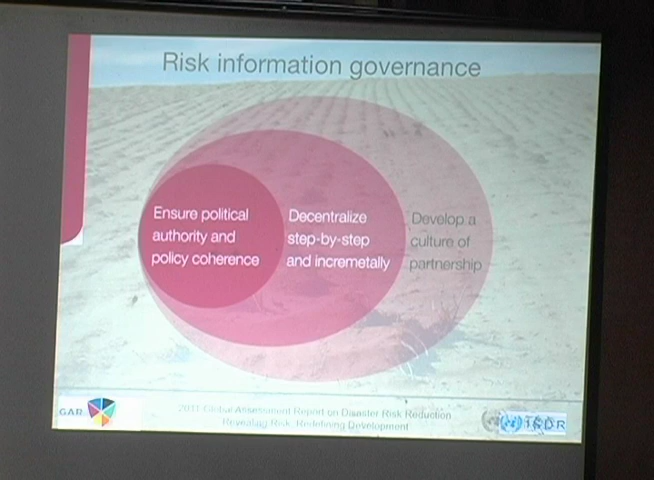 Risk information governance
Ensure political
authority and
policy coherence
Decentralize
step-by-step
and incremetally
Develop a
culture of
partnership
GAR
2011 Global Assessment Report on Disaster Risk Reduction
Revealing Risk, Redefining Development
ISDR